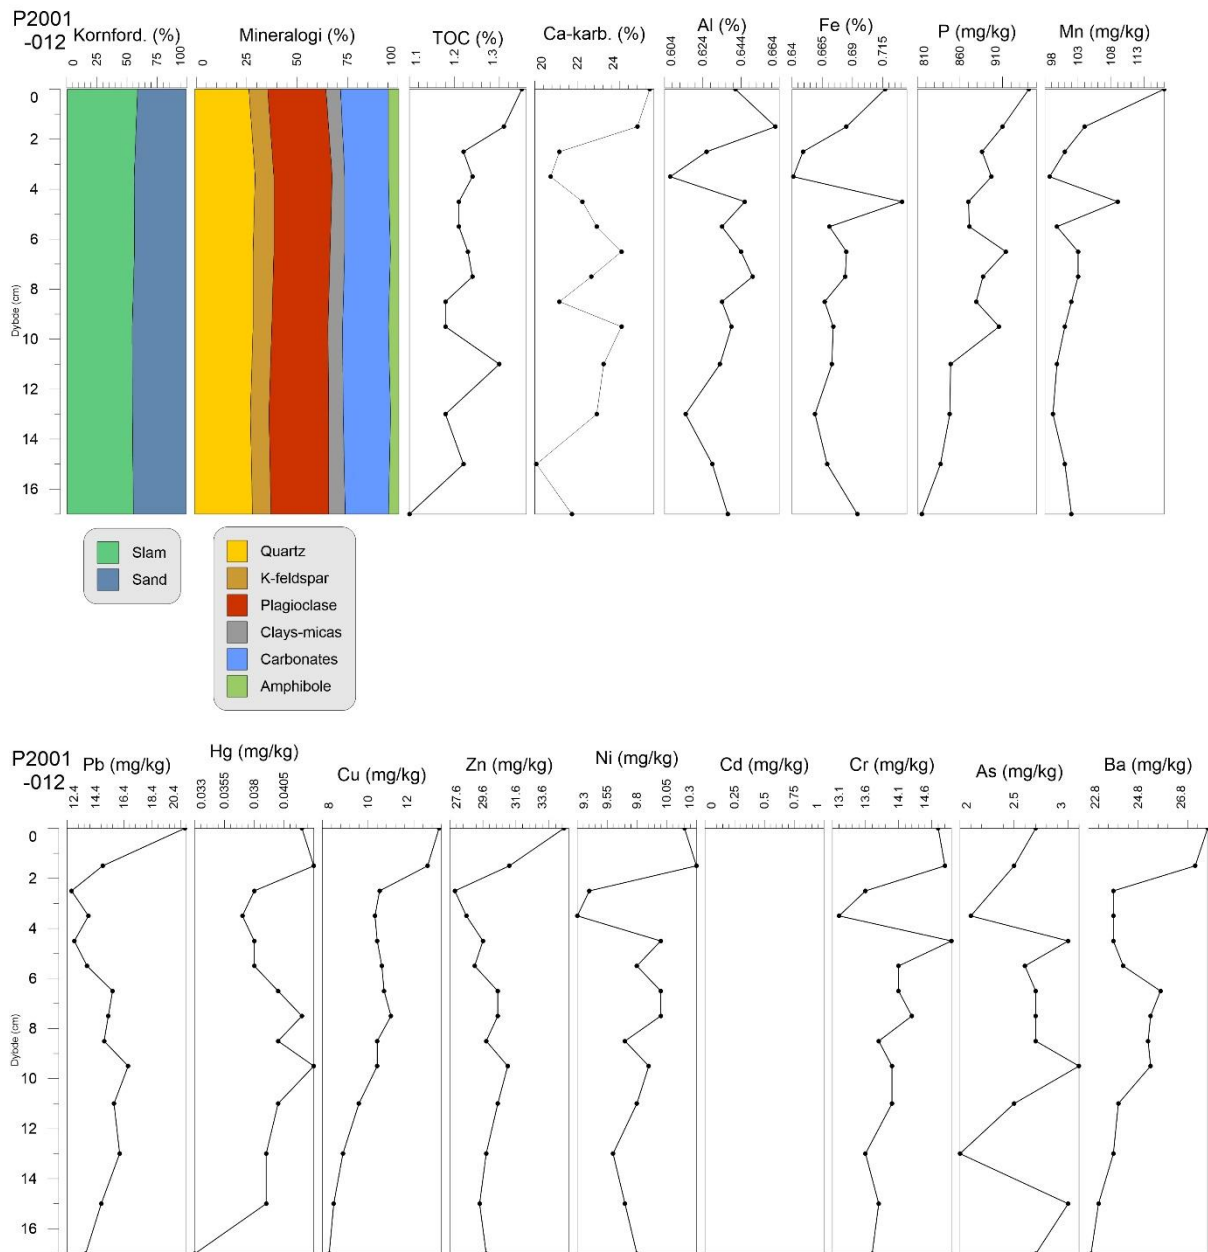 P2001
-012
Kornford. (%)
Mineralogi (%)
TOC (%)
Ca-karb. (%)
Al (%)
Fe (%)
P (mg/kg)
Mn (mg/kg)
0 25 50 75 100
0 25 50 75 100
1.1 1.2 1.3
20 22 24
0.604 0.624 0.644 0.664
0.64 0.665 0.69 0.715
810 860 910
98 103 108 113
0
2
4
6
8
10
12
14
16
Dybde (cm)
Slam
Sand
Quartz
K-feldspar
Plagioclase
Clays-micas
Carbonates
Amphibole
P2001
-012
Pb (mg/kg)
Hg (mg/kg)
Cu (mg/kg)
Zn (mg/kg)
Ni (mg/kg)
Cd (mg/kg)
Cr (mg/kg)
As (mg/kg)
Ba (mg/kg)
12.4 14.4 16.4 18.4 20.4
0.033 0.0355 0.038 0.0405
8 10 12
27.6 29.6 31.6 33.6
9.3 9.55 9.8 10.05 10.3
0 0.25 0.5 0.75 1
13.1 13.6 14.1 14.6
2 2.5 3
22.8 24.8 26.8
0
2
4
6
8
10
12
14
16
Dybde (cm)